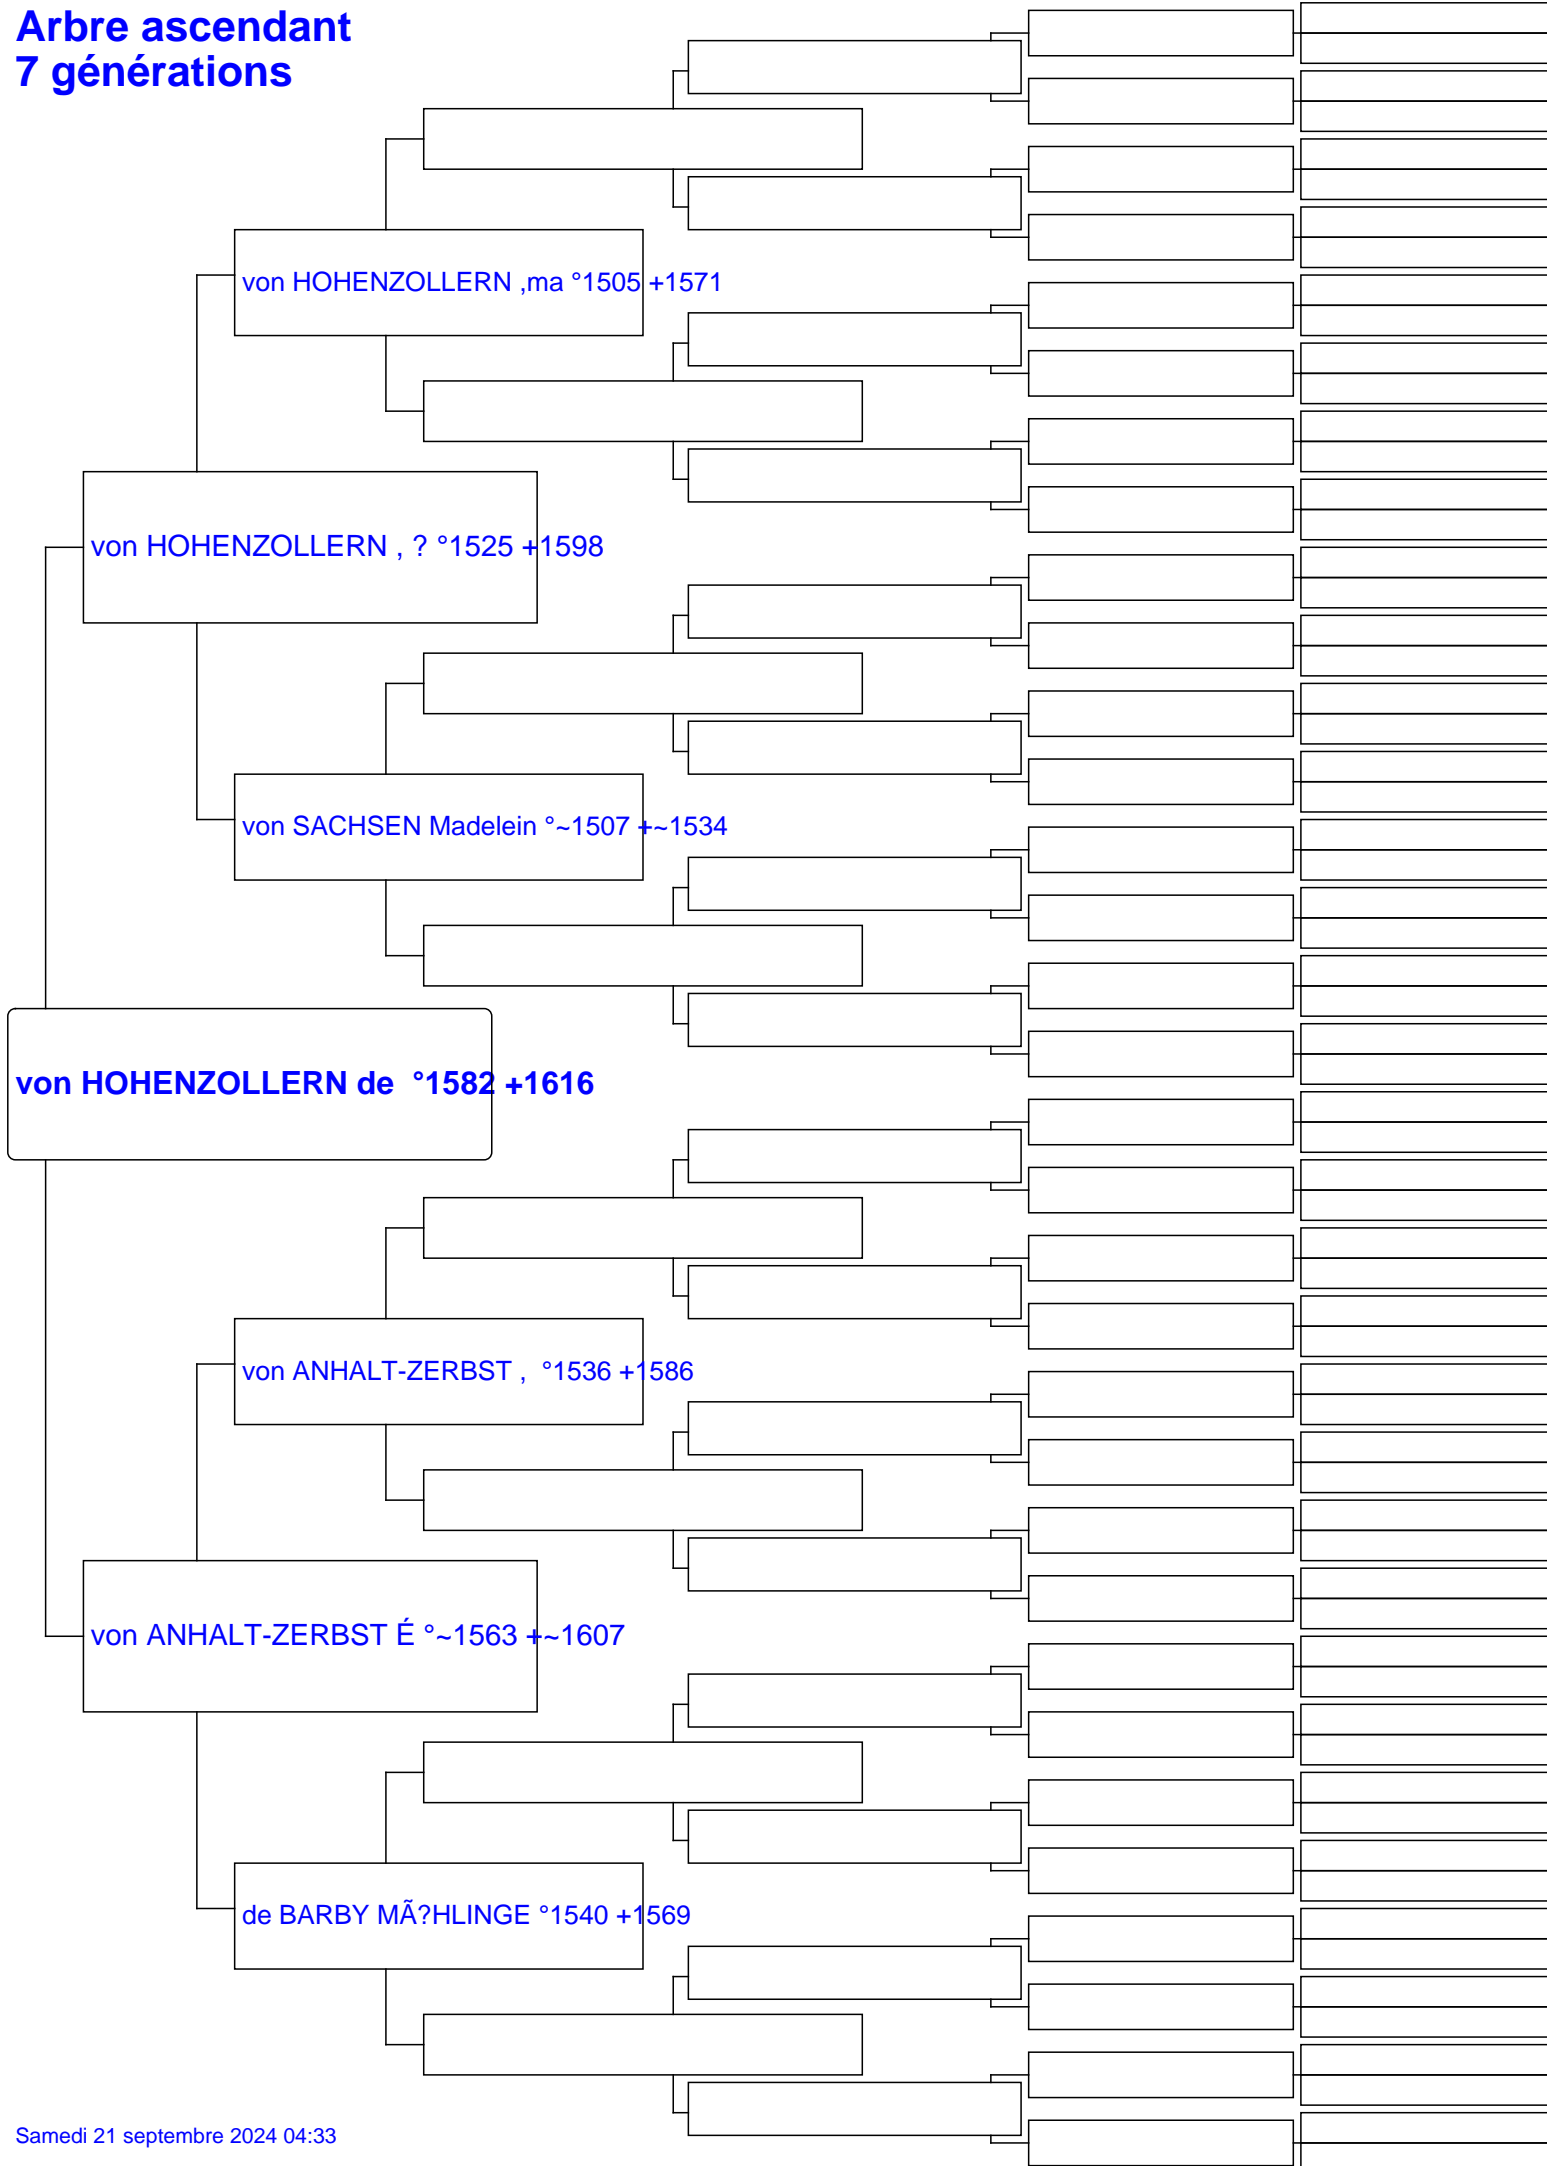 Arbre ascendant
7 générations
von HOHENZOLLERN ,ma °1505 +1571
von HOHENZOLLERN , ? °1525 +1598
von SACHSEN Madelein °~1507 +~1534
von HOHENZOLLERN de  °1582 +1616
von ANHALT-ZERBST ,  °1536 +1586
von ANHALT-ZERBST É °~1563 +~1607
de BARBY MÃ?HLINGE °1540 +1569
Samedi 21 septembre 2024 04:33